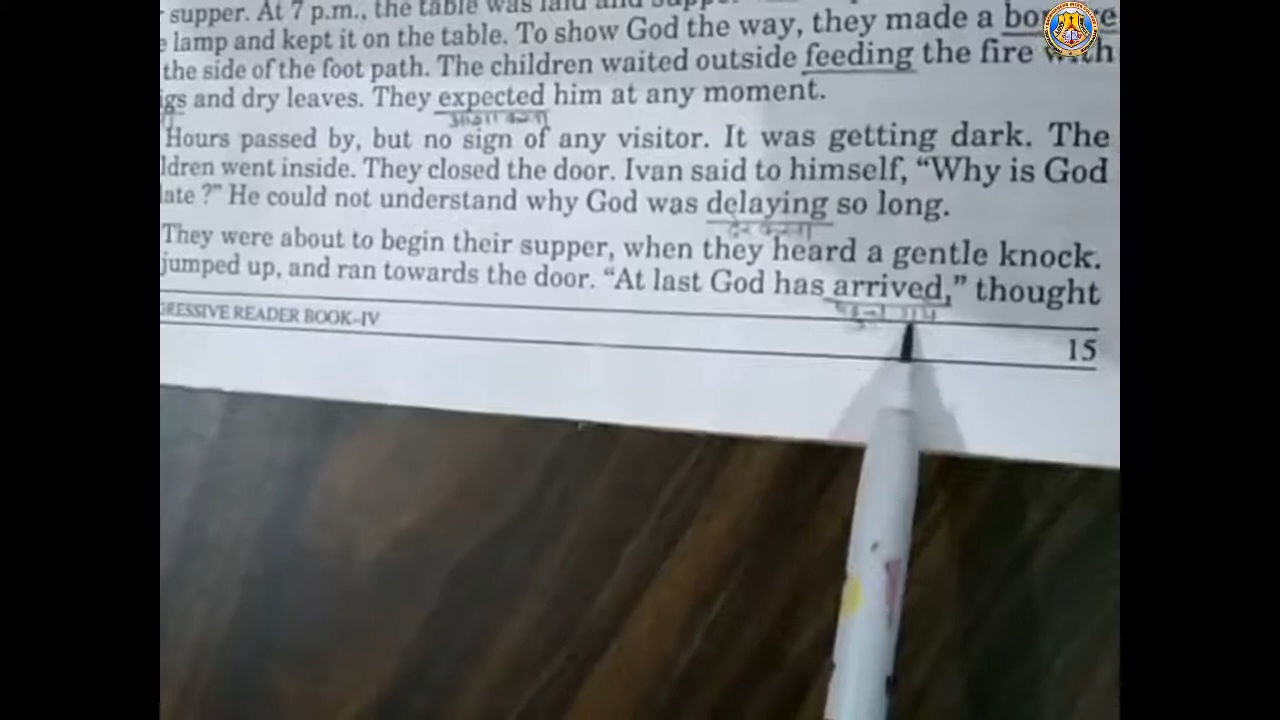 supper. At 7 p.m., the table was laid and
lamp and kept it on the table. To show God the way, they made a
the side of the foot path. The children waited outside feeding the fire with
igs and dry leaves. They expected him at any moment.
Hours passed by, but no sign of any visitor. It was getting dark. The
ldren went inside. They closed the door. Ivan said to himself, “Why is God
late ?” He could not understand why God was delaying so long.
They were about to begin their supper, when they heard a gentle knock.
jumped up, and ran towards the door. “At last God has arrived,” thought
GRESSIVE READER BOOK–IV
15